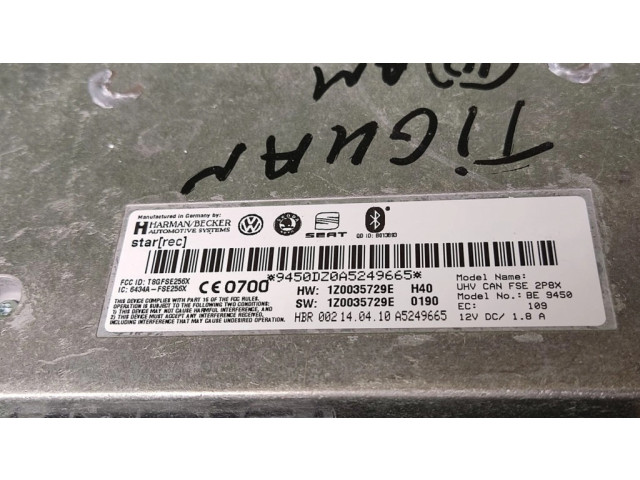 TIGUAN
Manufactured in Germany by:
HARMAN/BECKER
AUTOMOTIVE SYSTEMS
star[rec]
SEAT
QD ID: B013093
*9450DZ0A5249665*
FCC ID: T8GFSE256X
IC: 6434A-FSE256X
CE0700
HW: 1Z0035729E H40
SW: 1Z0035729E 0190
HBR 002 14.04.10 A5249665
THIS DEVICE COMPLIES WITH PART 15 OF THE FCC RULES.
OPERATION IS SUBJECT TO THE FOLLOWING TWO CONDITIONS:
1) THIS DEVICE MAY NOT CAUSE HARMFUL INTERFERENCE, AND
2) THIS DEVICE MUST ACCEPT ANY INTERFERENCE RECEIVED,
INCLUDING INTERFERENCE THAT MAY CAUSE UNDESIRED OPERATION.
Model Name:
UHV CAN FSE 2P8X
Model No.: BE 9450
EC: 109
12V DC/ 1.8 A